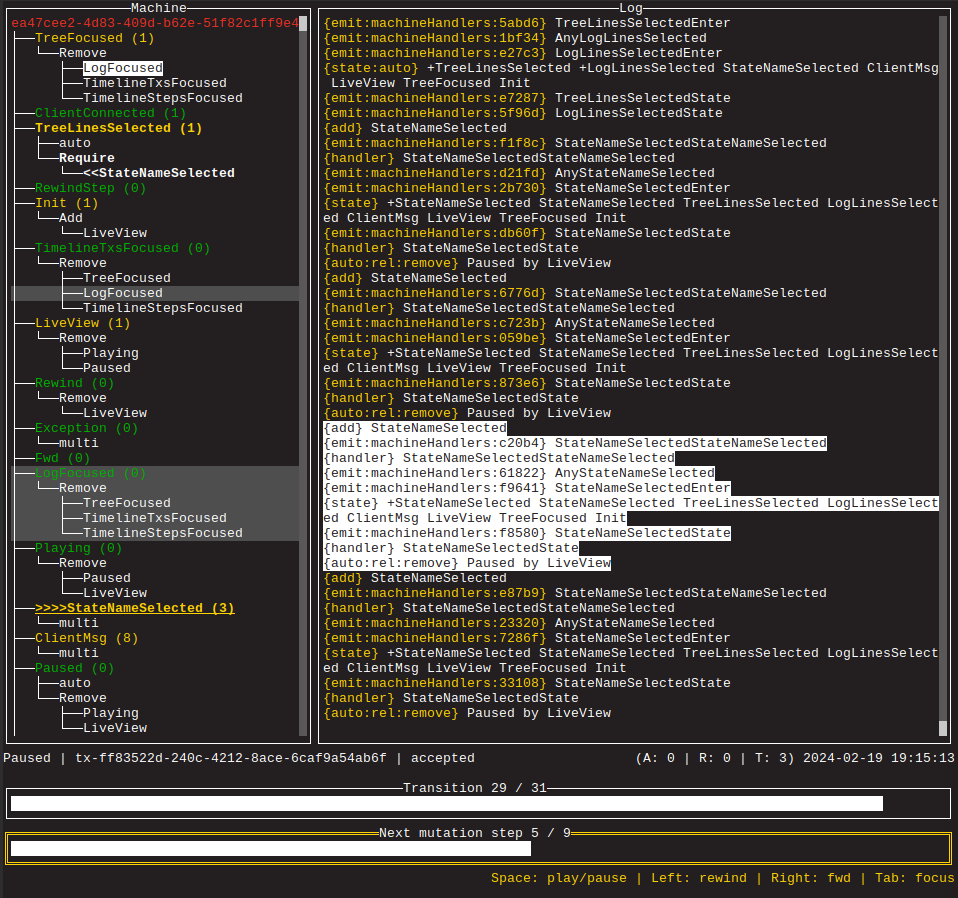 Machine
ea47cee2-4d83-409d-b62e-51f82c1ff9e4
TreeFocused (1)
Remove
LogFocused
TimelineTxsFocused
TimelineStepsFocused
ClientConnected (1)
TreeLinesSelected (1)
auto
Require
<<StateNameSelected
RewindStep (0)
Init (1)
Add
LiveView
TimelineTxsFocused (0)
Remove
TreeFocused
LogFocused
TimelineStepsFocused
LiveView (1)
Remove
Playing
Paused
Rewind (0)
Remove
LiveView
Exception (0)
multi
Fwd (0)
LogFocused (0)
Remove
TreeFocused
TimelineTxsFocused
TimelineStepsFocused
Playing (0)
Remove
Paused
LiveView
>>>>StateNameSelected (3)
multi
ClientMsg (8)
multi
Paused (0)
auto
Remove
Playing
LiveView
Log
{emit:machineHandlers:5abd6} TreeLinesSelectedEnter
{emit:machineHandlers:1bf34} AnyLogLinesSelected
{emit:machineHandlers:e27c3} LogLinesSelectedEnter
{state:auto} +TreeLinesSelected +LogLinesSelected StateNameSelected ClientMsg
LiveView TreeFocused Init
{emit:machineHandlers:e7287} TreeLinesSelectedState
{emit:machineHandlers:5f96d} LogLinesSelectedState
{add} StateNameSelected
{emit:machineHandlers:f1f8c} StateNameSelectedStateNameSelected
{handler} StateNameSelectedStateNameSelected
{emit:machineHandlers:d21fd} AnyStateNameSelected
{emit:machineHandlers:2b730} StateNameSelectedEnter
{state} +StateNameSelected StateNameSelected TreeLinesSelected LogLinesSelect
ed ClientMsg LiveView TreeFocused Init
{emit:machineHandlers:db60f} StateNameSelectedState
{handler} StateNameSelectedState
{auto:rel:remove} Paused by LiveView
{add} StateNameSelected
{emit:machineHandlers:6776d} StateNameSelectedStateNameSelected
{handler} StateNameSelectedStateNameSelected
{emit:machineHandlers:c723b} AnyStateNameSelected
{emit:machineHandlers:059be} StateNameSelectedEnter
{state} +StateNameSelected StateNameSelected TreeLinesSelected LogLinesSelect
ed ClientMsg LiveView TreeFocused Init
{emit:machineHandlers:873e6} StateNameSelectedState
{handler} StateNameSelectedState
{auto:rel:remove} Paused by LiveView
{add} StateNameSelected
{emit:machineHandlers:c20b4} StateNameSelectedStateNameSelected
{handler} StateNameSelectedStateNameSelected
{emit:machineHandlers:61822} AnyStateNameSelected
{emit:machineHandlers:f9641} StateNameSelectedEnter
{state} +StateNameSelected StateNameSelected TreeLinesSelected LogLinesSelect
ed ClientMsg LiveView TreeFocused Init
{emit:machineHandlers:f8580} StateNameSelectedState
{handler} StateNameSelectedState
{auto:rel:remove} Paused by LiveView
{add} StateNameSelected
{emit:machineHandlers:e87b9} StateNameSelectedStateNameSelected
{handler} StateNameSelectedStateNameSelected
{emit:machineHandlers:23320} AnyStateNameSelected
{emit:machineHandlers:7286f} StateNameSelectedEnter
{state} +StateNameSelected StateNameSelected TreeLinesSelected LogLinesSelect
ed ClientMsg LiveView TreeFocused Init
{emit:machineHandlers:33108} StateNameSelectedState
{handler} StateNameSelectedState
{auto:rel:remove} Paused by LiveView
Paused | tx-ff83522d-240c-4212-8ace-6caf9a54ab6f | accepted
(A: 0 | R: 0 | T: 3) 2024-02-19 19:15:13
Transition 29 / 31
Next mutation step 5 / 9
Space: play/pause | Left: rewind | Right: fwd | Tab: focus